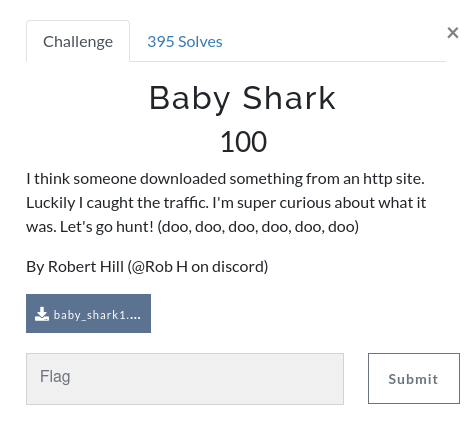 Challenge
395 Solves
×
Baby Shark
100
I think someone downloaded something from an http site.
Luckily I caught the traffic. I'm super curious about what it
was. Let's go hunt! (doo, doo, doo, doo, doo, doo)
By Robert Hill (@Rob H on discord)
baby_shark1....
Flag
Submit